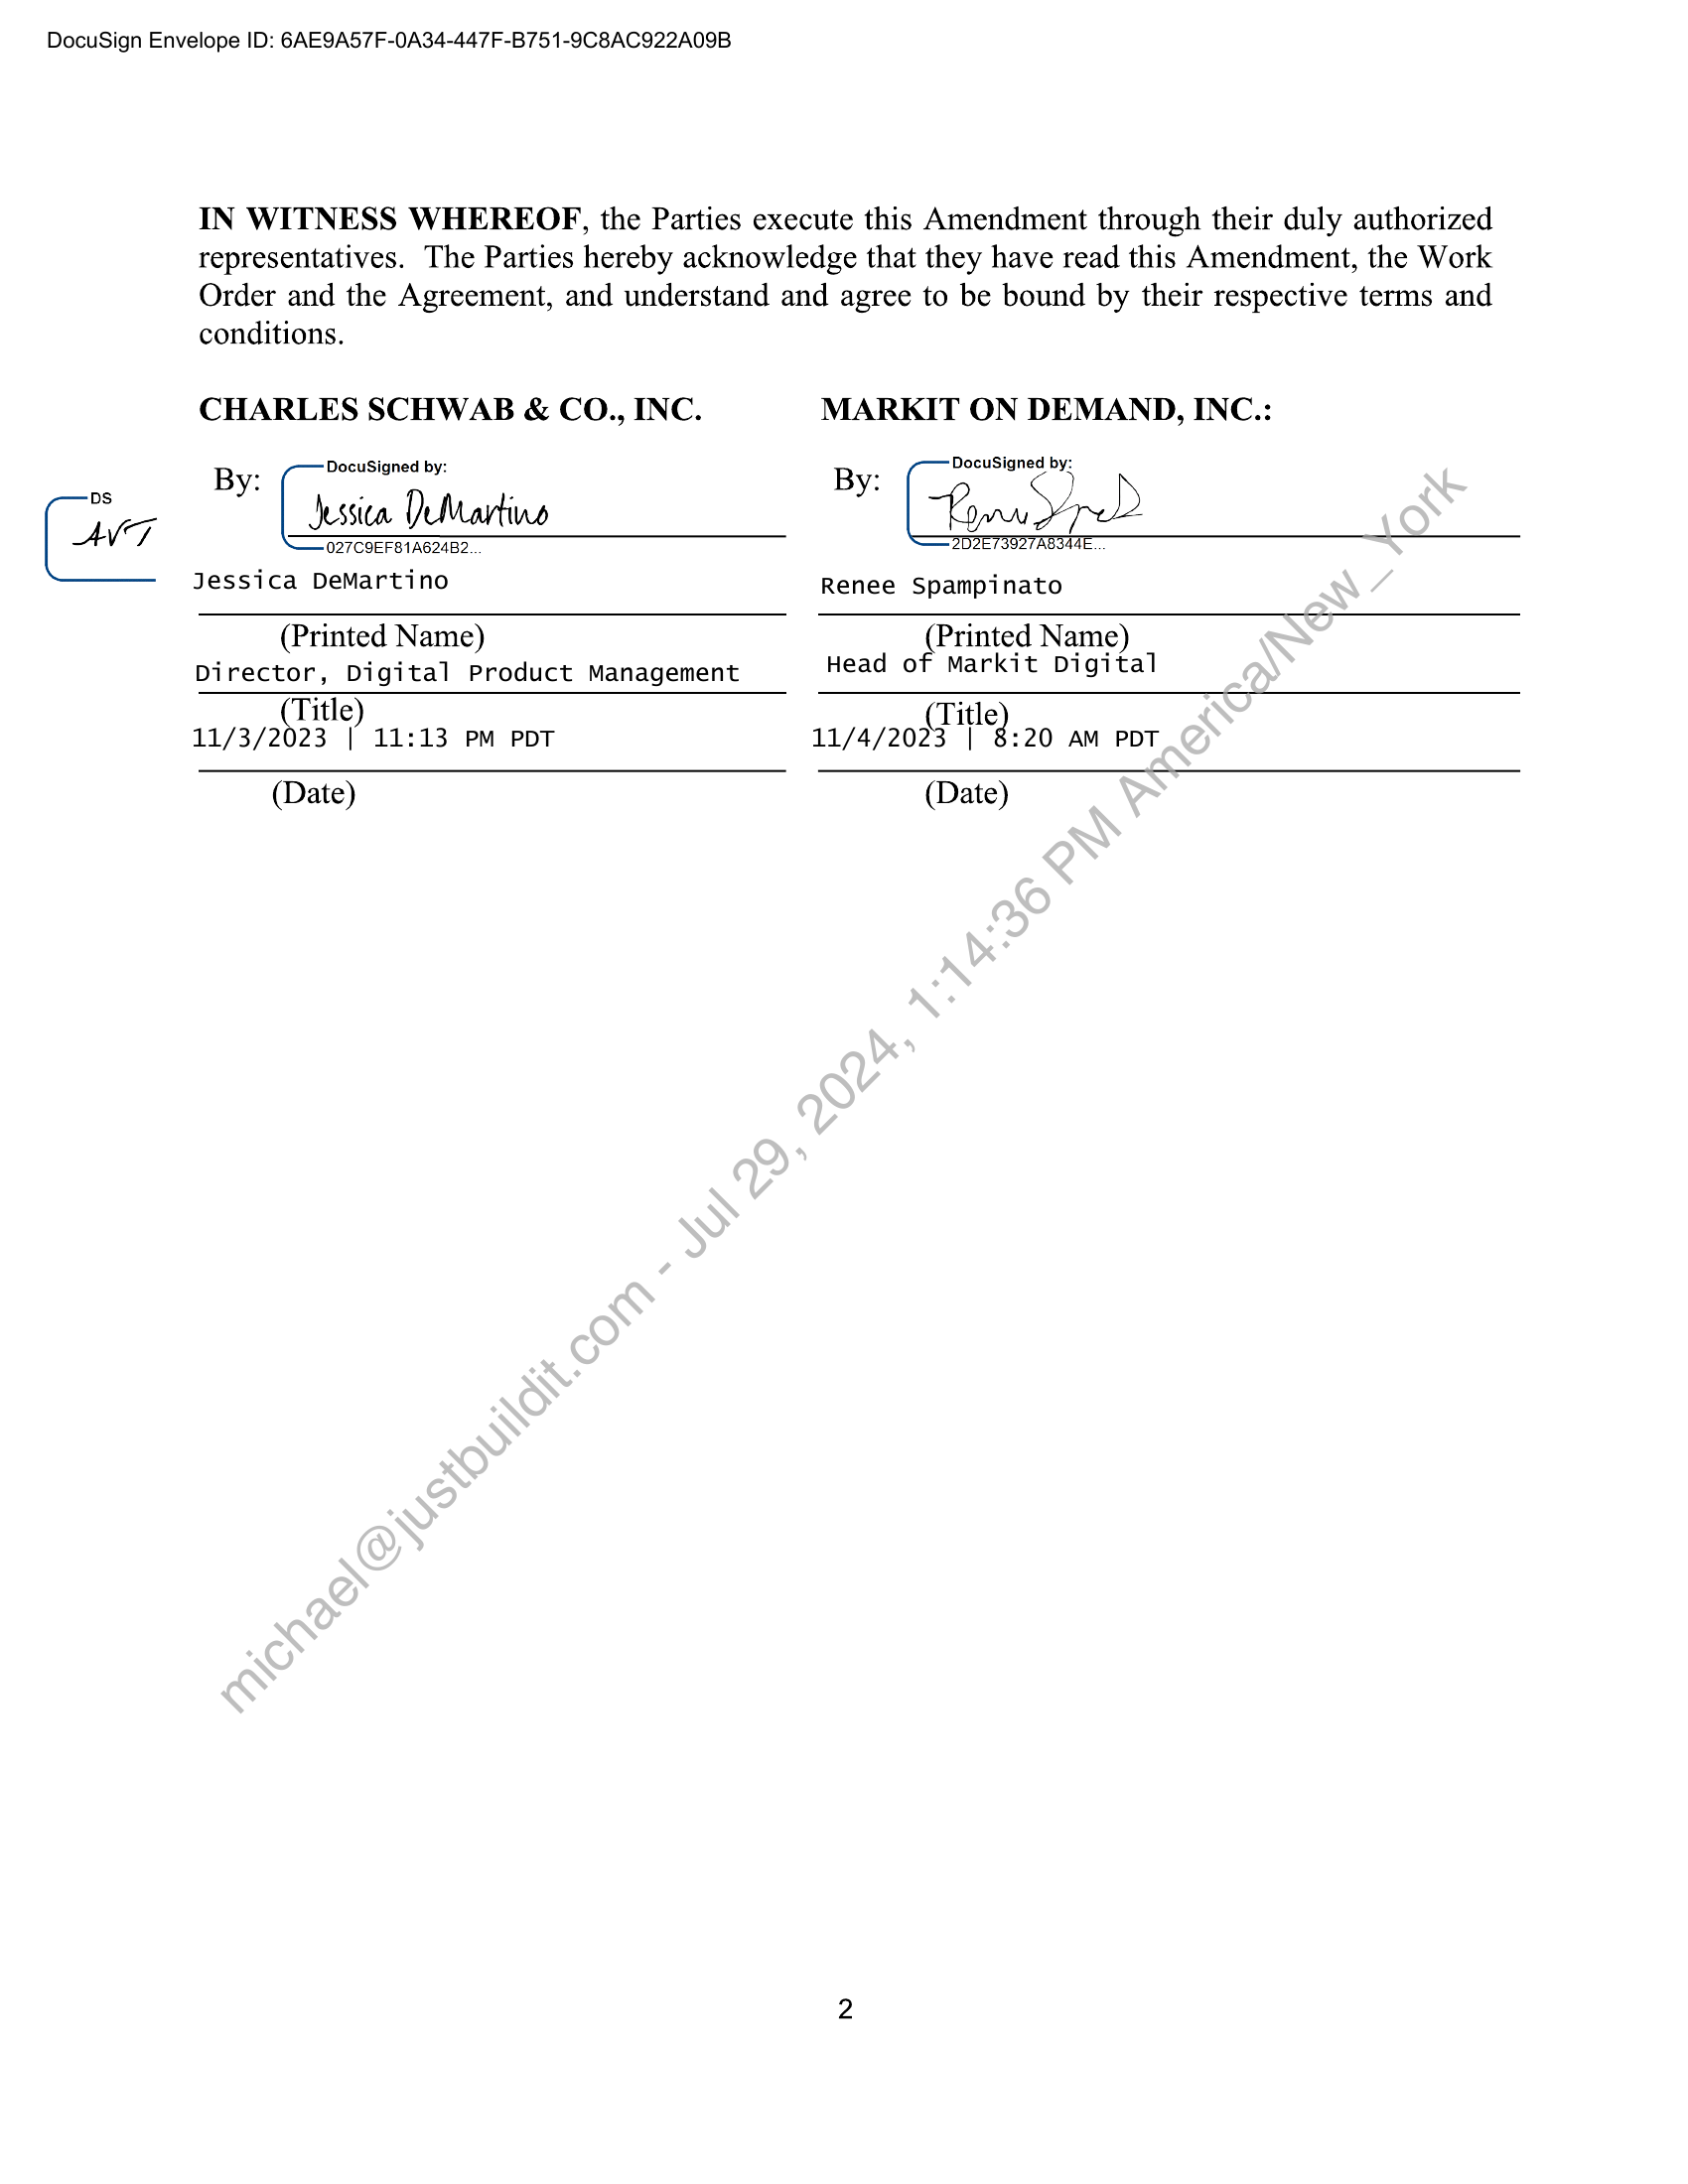 DocuSign Envelope ID: 6AE9A57F-0A34-447F-B751-9C8AC922A09B
IN WITNESS WHEREOF, the Parties execute this Amendment through their duly authorized
representatives.  The Parties hereby acknowledge that they have read this Amendment, the Work
Order and the Agreement, and understand and agree to be bound by their respective terms and
conditions.
CHARLES SCHWAB & CO., INC.
DS
AVT
By:
DocuSigned by:
Jessica DeMartino
027C9EF81A624B2...
Jessica DeMartino
(Printed Name)
Director, Digital Product Management
(Title)
11/3/2023 | 11:13 PM PDT
(Date)
MARKIT ON DEMAND, INC.:
By:
DocuSigned by:
2D2E73927A8344E...
Renee Spampinato
(Printed Name)
Head of Markit Digital
(Title)
11/4/2023 | 8:20 AM PDT
(Date)
michael@justbuildit.com - Jul 29, 2024, 1:14:36 PM America/New_York
2